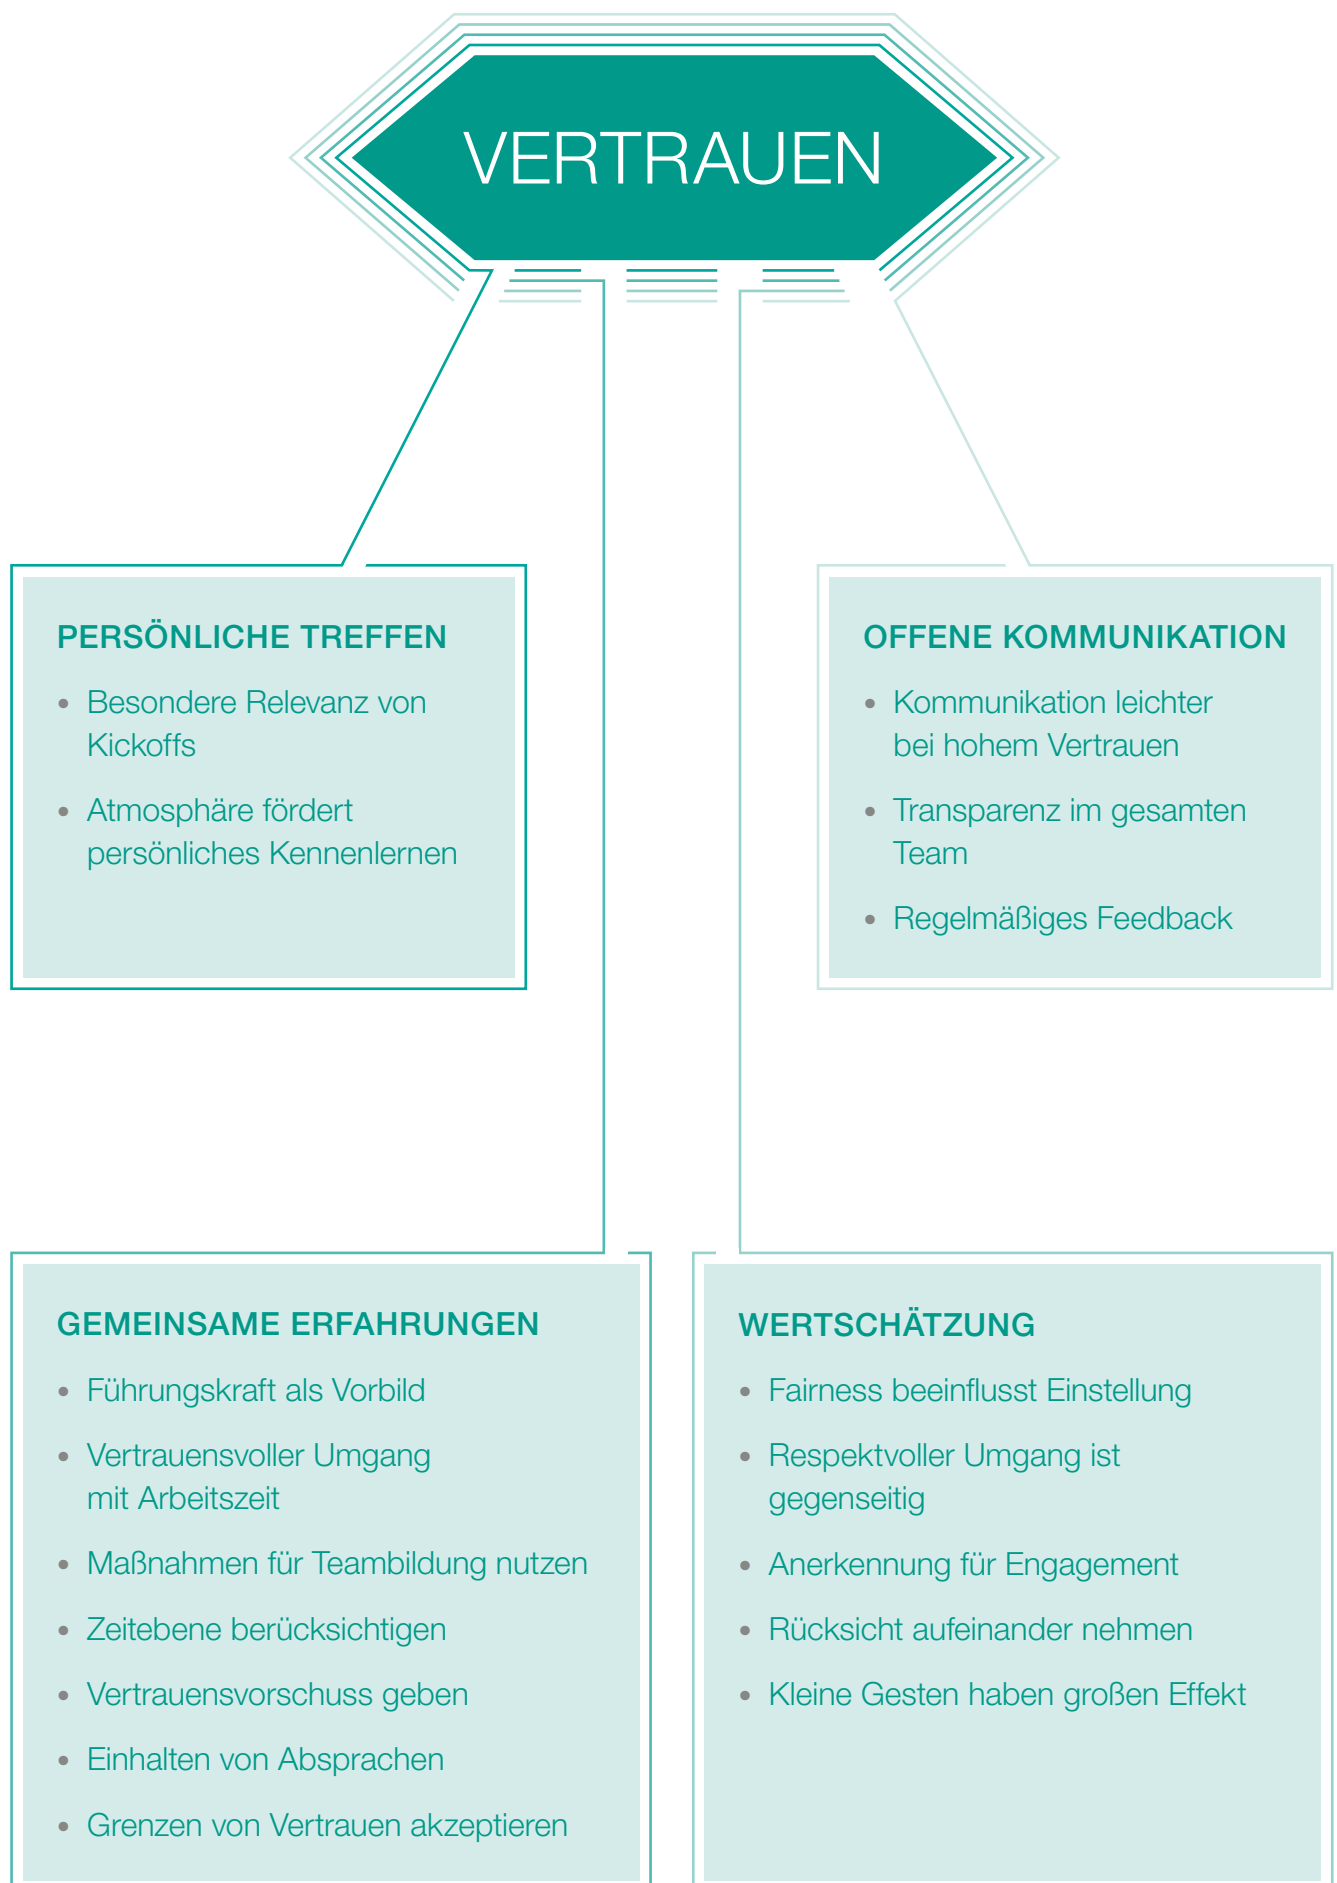 VERTRAUEN
PERSÖNLICHE TREFFEN
• Besondere Relevanz von
Kickoffs
• Atmosphäre fördert
persönliches Kennenlernen
OFFENE KOMMUNIKATION
• Kommunikation leichter
bei hohem Vertrauen
• Transparenz im gesamten
Team
• Regelmäßiges Feedback
GEMEINSAME ERFAHRUNGEN
• Führungskraft als Vorbild
• Vertrauensvoller Umgang
mit Arbeitszeit
• Maßnahmen für Teambildung nutzen
• Zeitebene berücksichtigen
• Vertrauensvorschuss geben
• Einhalten von Absprachen
• Grenzen von Vertrauen akzeptieren
WERTSCHÄTZUNG
• Fairness beeinflusst Einstellung
• Respektvoller Umgang ist
gegenseitig
• Anerkennung für Engagement
• Rücksicht aufeinander nehmen
• Kleine Gesten haben großen Effekt